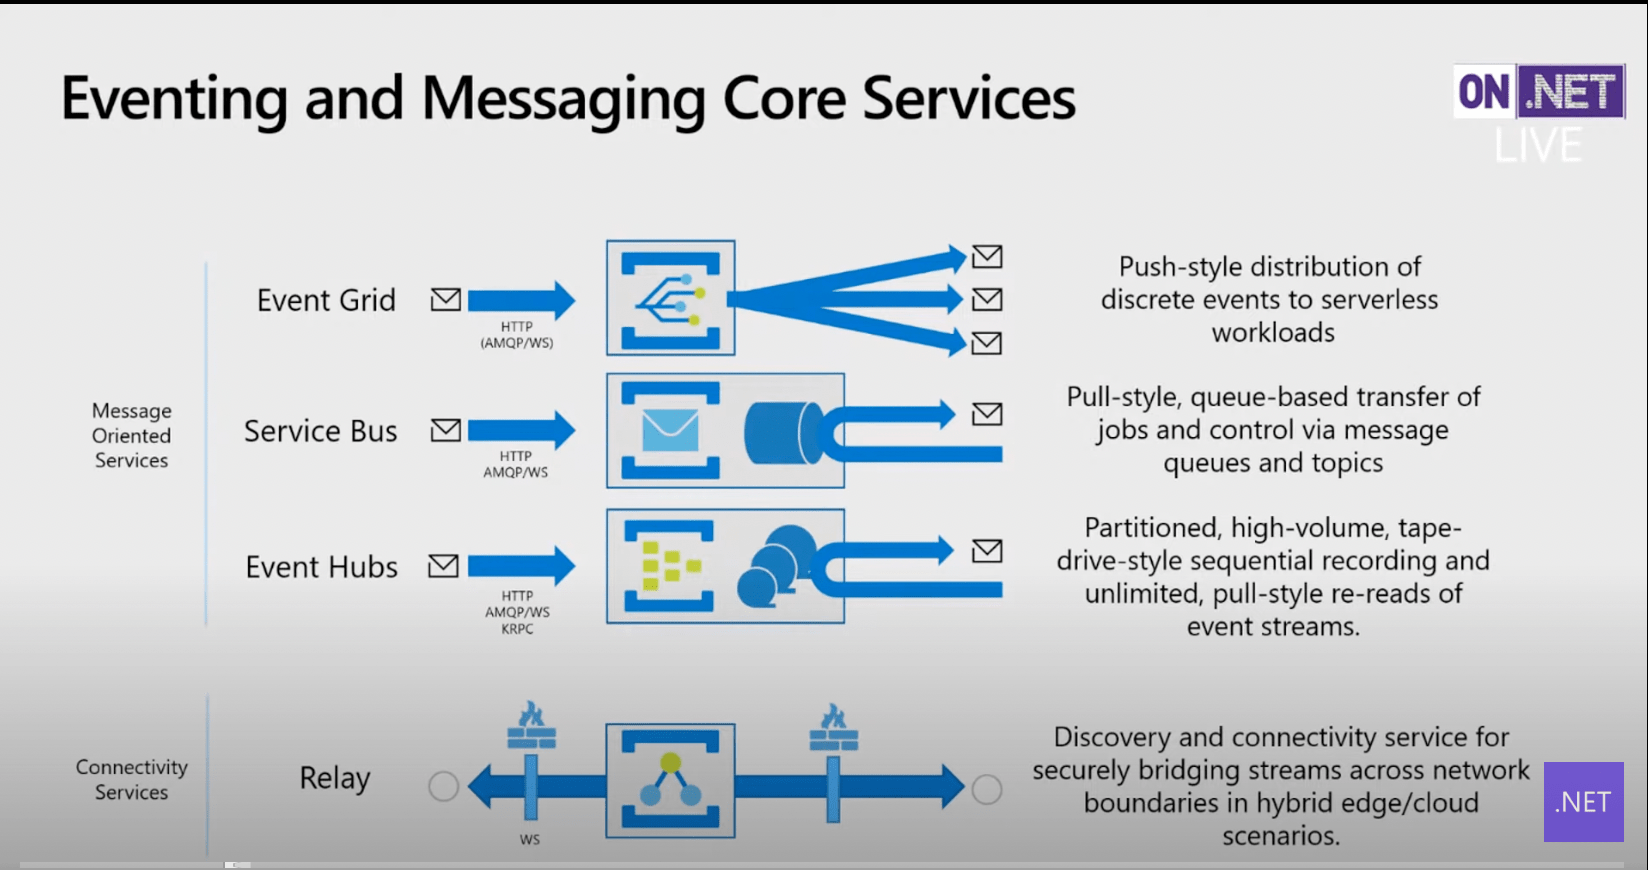 Eventing and Messaging Core Services
ON .NET
LIVE
Message
Oriented
Services
Event Grid
HTTP
(AMQP/WS)
Push-style distribution of
discrete events to serverless
workloads
Service Bus
HTTP
AMQP/WS
Pull-style, queue-based transfer of
jobs and control via message
queues and topics
Event Hubs
HTTP
AMQP/WS
KRPC
Partitioned, high-volume, tape-
drive-style sequential recording and
unlimited, pull-style re-reads of
event streams.
Connectivity
Services
Relay
WS
Discovery and connectivity service for
securely bridging streams across network
boundaries in hybrid edge/cloud
scenarios.
.NET